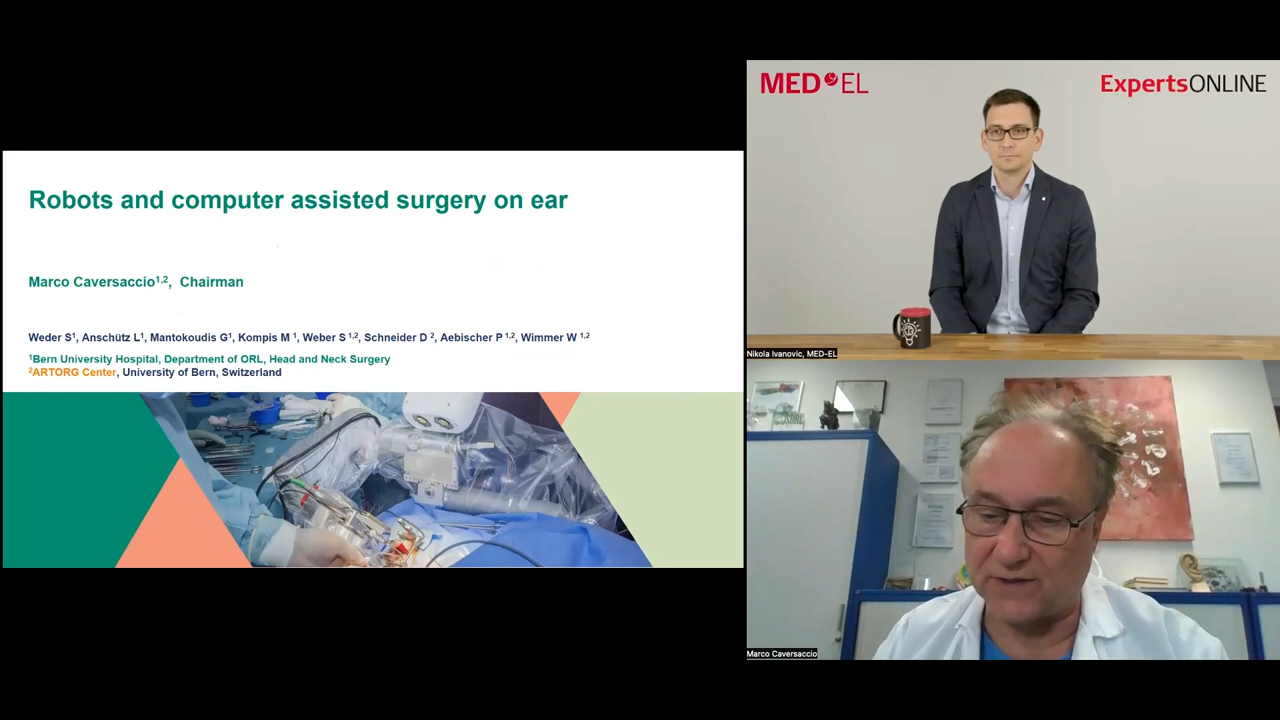 Robots and computer assisted surgery on ear
Marco Caversaccio1,2, Chairman
Weder S1, Anschütz L1, Mantokoudis G1, Kompis M 1, Weber S 1,2, Schneider D 2, Aebischer P 1,2, Wimmer W 1,2
1Bern University Hospital, Department of ORL, Head and Neck Surgery
2ARTORG Center, University of Bern, Switzerland
MED EL
ExpertsONLINE
Nikola Ivanovic, MED-EL
Marco Caversaccio